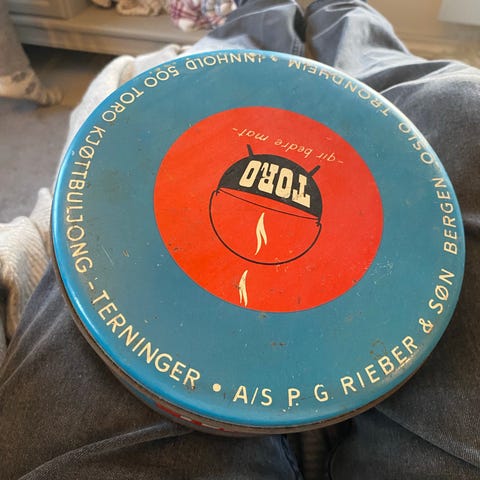 INNHOLD 500 TORO KJØTTBULJONG - TERNINGER • A/S P. G. RIEBER & SØN BERGEN OSLO TRONDHEIM •
- gir bedre mat -
TORO